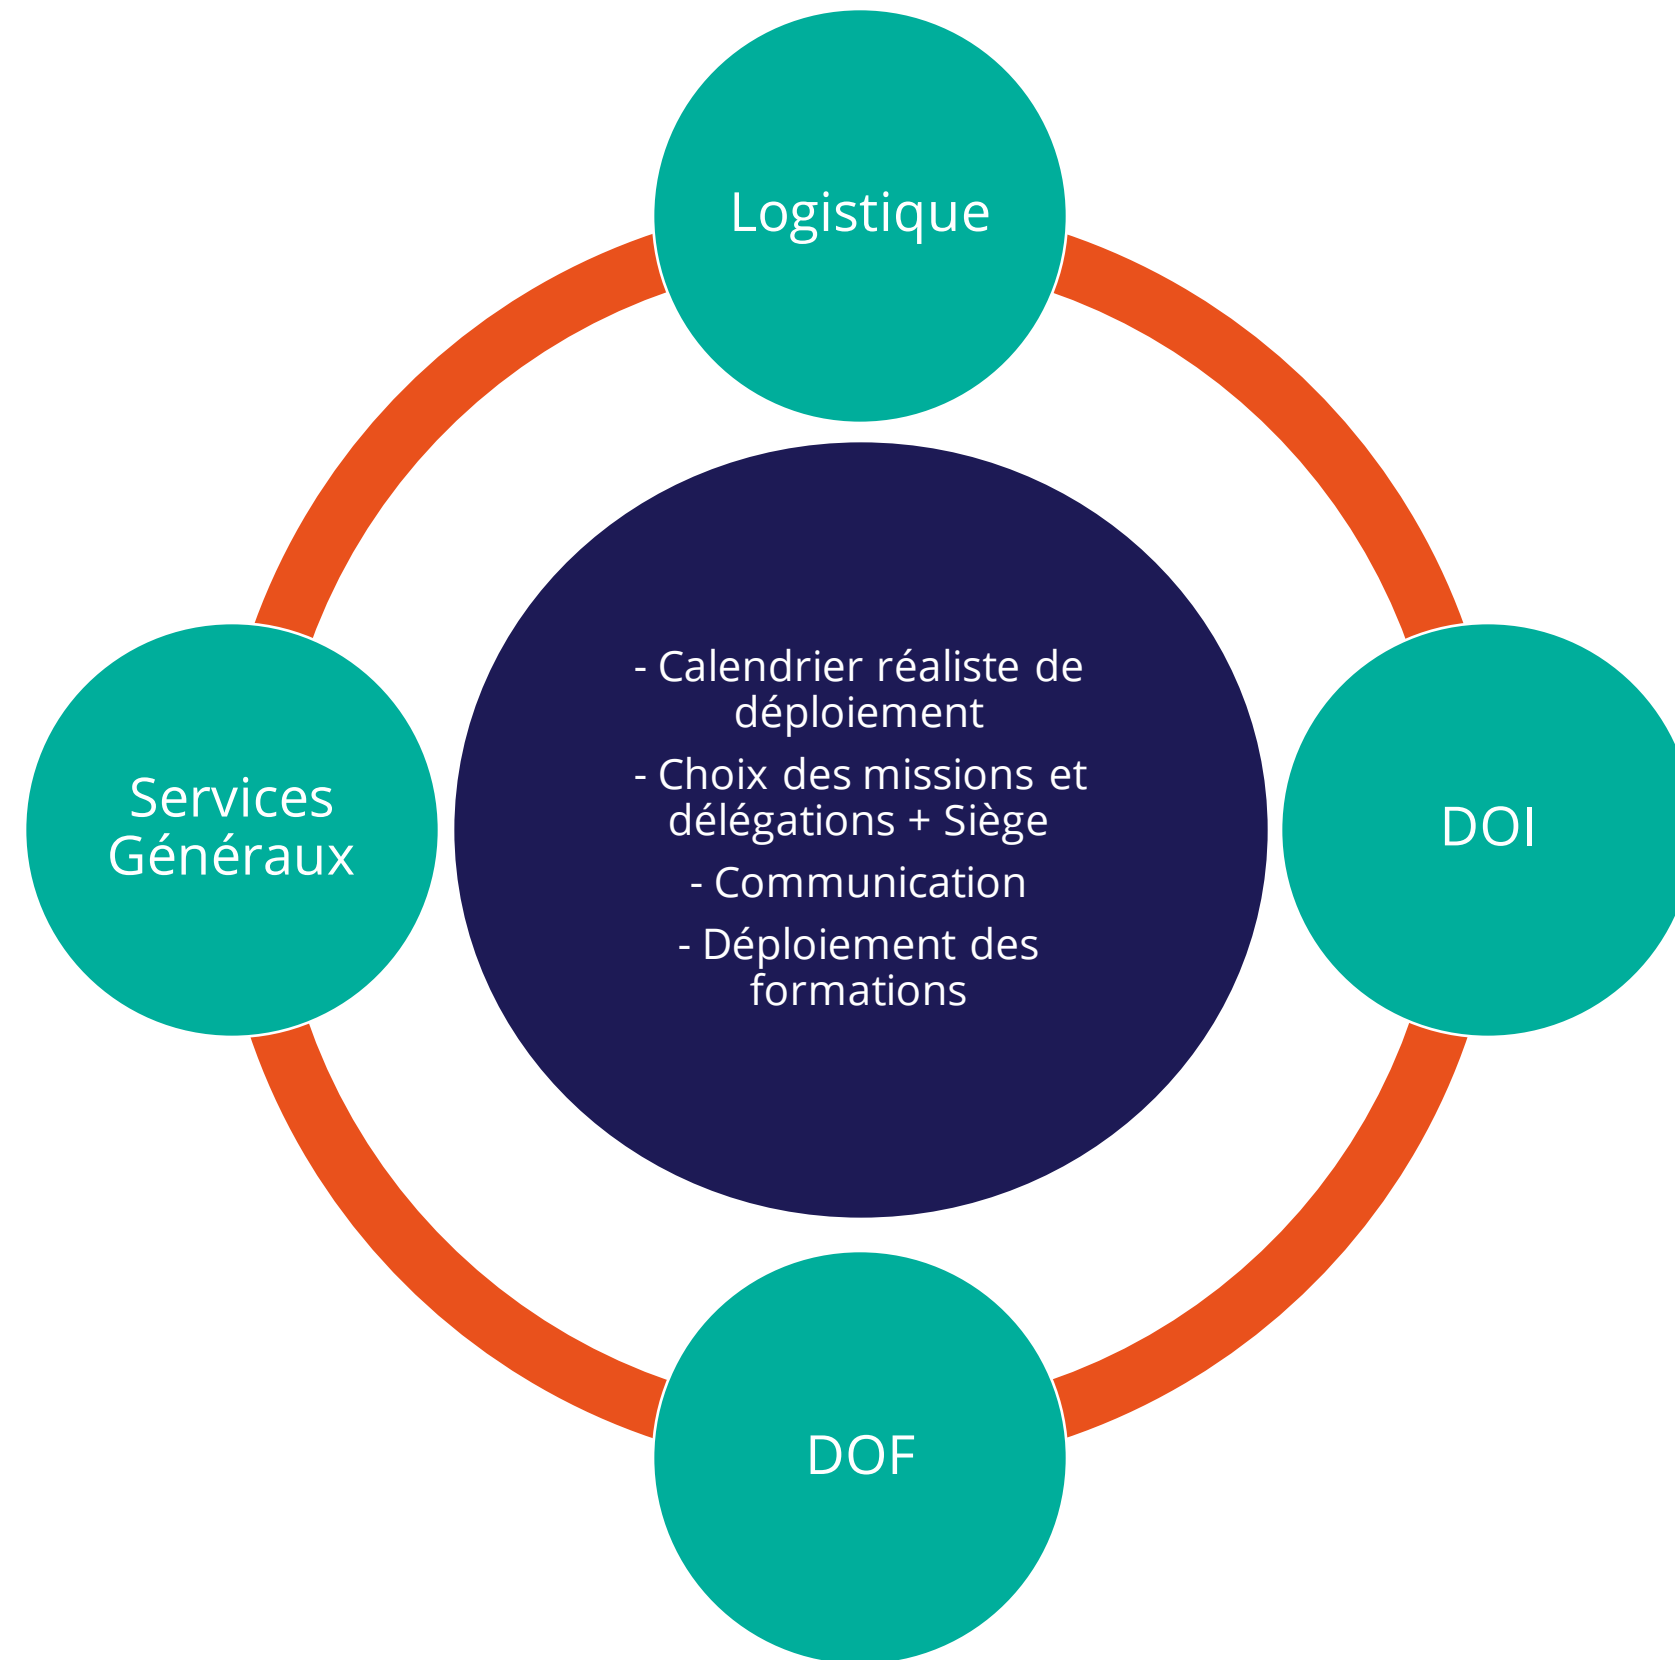 Logistique
Services
Généraux
- Calendrier réaliste de
déploiement
- Choix des missions et
délégations + Siège
- Communication
- Déploiement des
formations
DOI
DOF